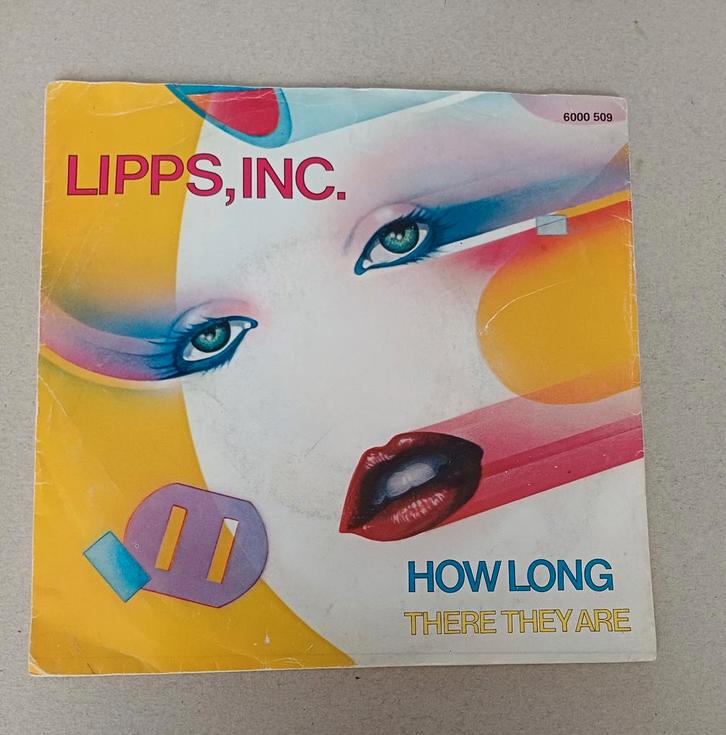 6000 509
LIPPS, INC.
HOW LONG
THERE THEY ARE